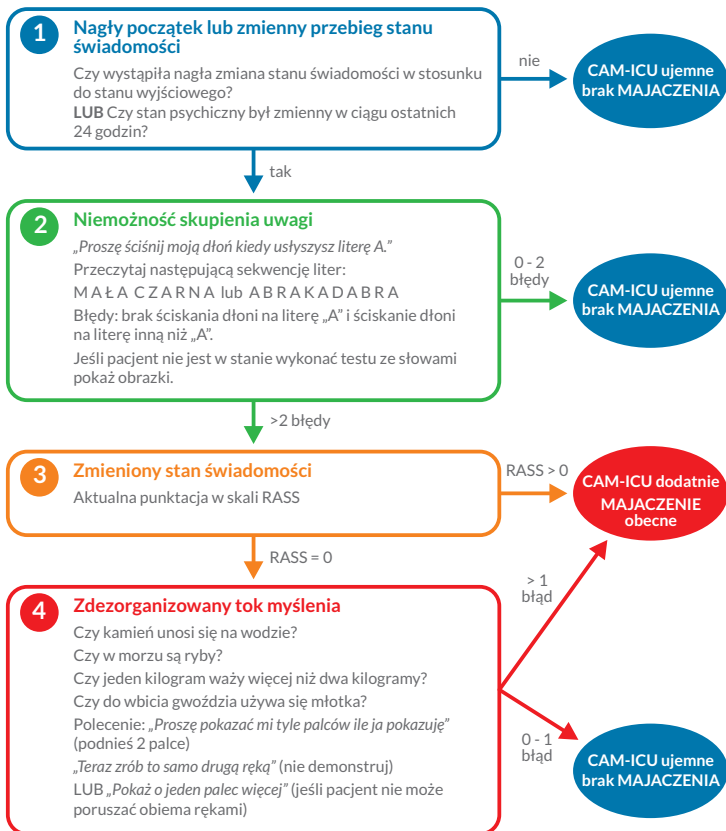 1
Nagły początek lub zmienny przebieg stanu
świadomości
Czy wystąpiła nagła zmiana stanu świadomości w stosunku
do stanu wyjściowego?
LUB Czy stan psychiczny był zmienny w ciągu ostatnich
24 godzin?
nie
CAM-ICU ujemne
brak MAJACZENIA
tak
2
Niemożność skupienia uwagi
„Proszę ściśnij moją dłoń kiedy usłyszysz literę A."
Przeczytaj następującą sekwencję liter:
M A Ł A C Z A R N A lub A B R A K A D A B R A
Błędy: brak ściskania dłoni na literę „A" i ściskanie dłoni
na literę inną niż „A".
Jeśli pacjent nie jest w stanie wykonać testu ze słowami
pokaż obrazki.
0 - 2
błędy
CAM-ICU ujemne
brak MAJACZENIA
>2 błędy
3
Zmieniony stan świadomości
Aktualna punktacja w skali RASS
RASS > 0
CAM-ICU dodatnie
MAJACZENIE
obecne
RASS = 0
4
Zdezorganizowany tok myślenia
Czy kamień unosi się na wodzie?
Czy w morzu są ryby?
Czy jeden kilogram waży więcej niż dwa kilogramy?
Czy do wbicia gwoździa używa się młotka?
Polecenie: „Proszę pokazać mi tyle palców ile ja pokazuję"
(podnieś 2 palce)
„Teraz zrób to samo drugą ręką" (nie demonstruj)
LUB „Pokaż o jeden palec więcej" (jeśli pacjent nie może
poruszać obiema rękami)
> 1
błąd
0 - 1
błąd
CAM-ICU ujemne
brak MAJACZENIA